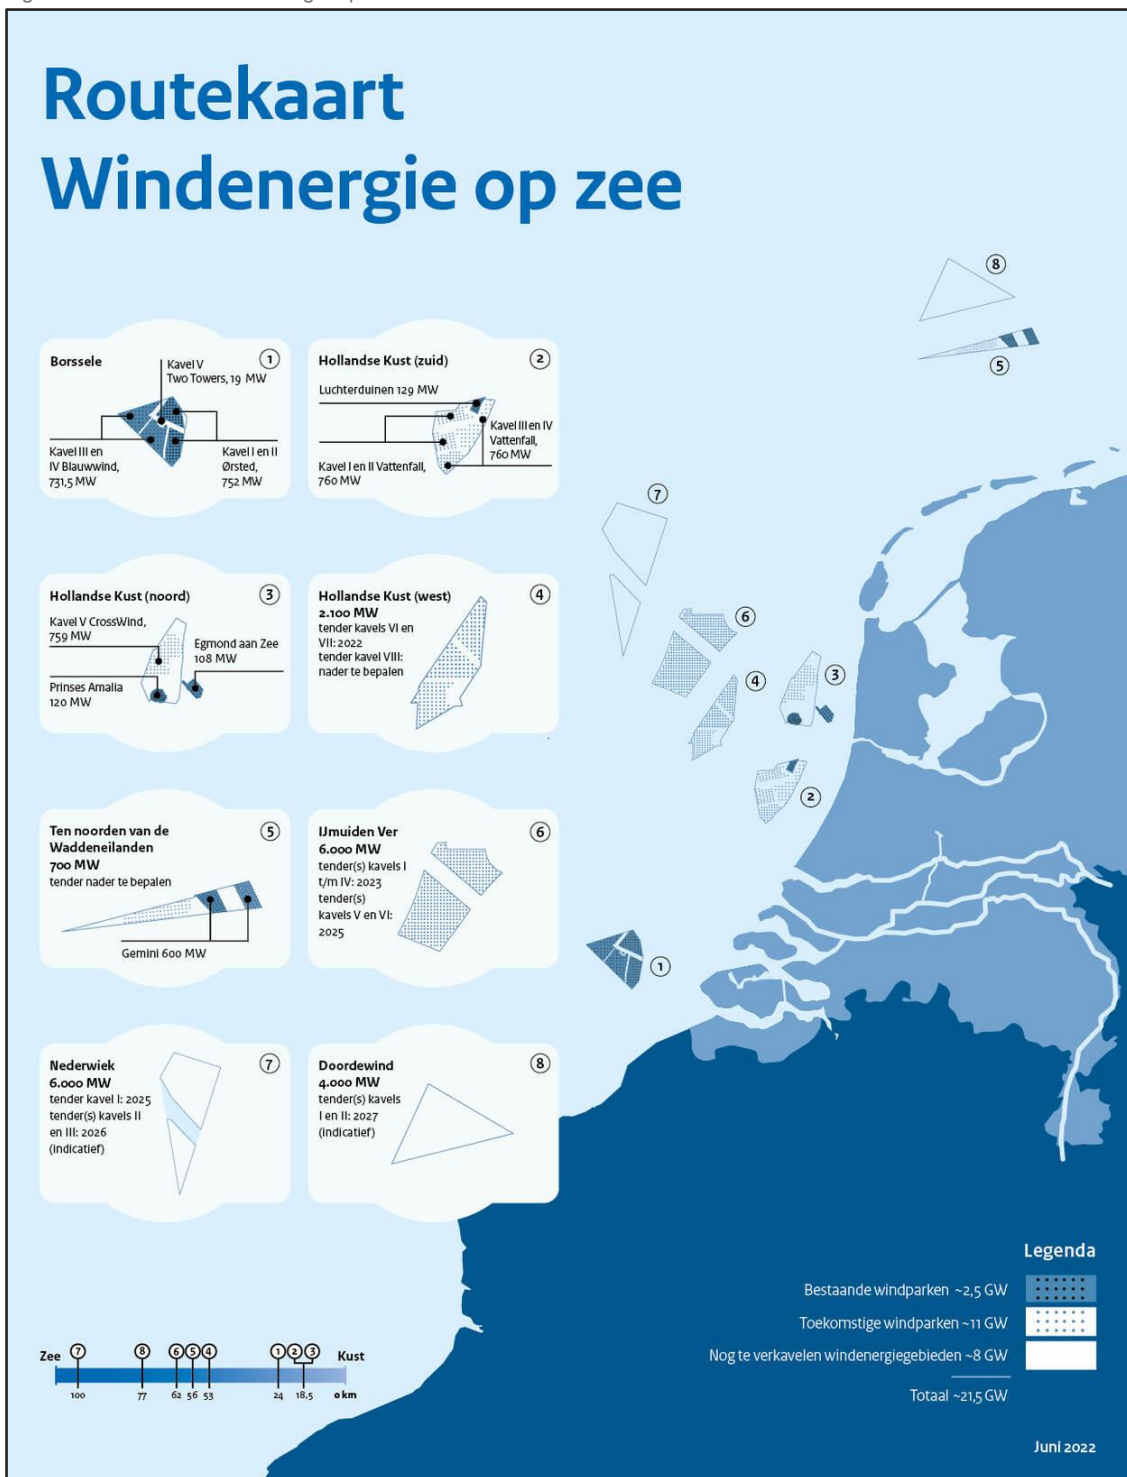 Routekaart
Windenergie op zee
Borssele
1
Kavel V
Two Towers, 19 MW
Kavel III en
IV Blauwwind,
731,5 MW
Kavel I en II
Ørsted,
752 MW
Hollandse Kust (zuid)
2
Luchterduinen 129 MW
Kavel III en IV
Vattenfall,
760 MW
Kavel I en II Vattenfall,
760 MW
Hollandse Kust (noord)
3
Kavel V CrossWind,
759 MW
Egmond aan Zee
108 MW
Prinses Amalia
120 MW
Hollandse Kust (west)
4
2.100 MW
tender kavels VI en
VII: 2022
tender kavel VIII:
nader te bepalen
Ten noorden van de
Waddeneilanden
5
700 MW
tender nader te bepalen
Gemini 600 MW
IJmuiden Ver
6
6.000 MW
tender(s) kavels I
t/m IV: 2023
tender(s)
kavels V en VI:
2025
Nederwiek
7
6.000 MW
tender kavel I: 2025
tender(s) kavels II
en III: 2026
(indicatief)
Doordewind
8
4.000 MW
tender(s) kavels
I en II: 2027
(indicatief)
8
5
7
6
4
3
2
1
Legenda
Bestaande windparken ~2,5 GW
Toekomstige windparken ~11 GW
Nog te verkavelen windenergiegebieden ~8 GW
Totaal ~21,5 GW
Zee 7 8 6 5 4 1 2 3 Kust
100 77 62 56 53 24 18,5 0 km
Juni 2022